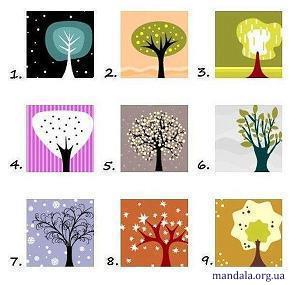 1. 2. 3.
4. 5. 6.
7. 8. 9.
mandala.org.ua